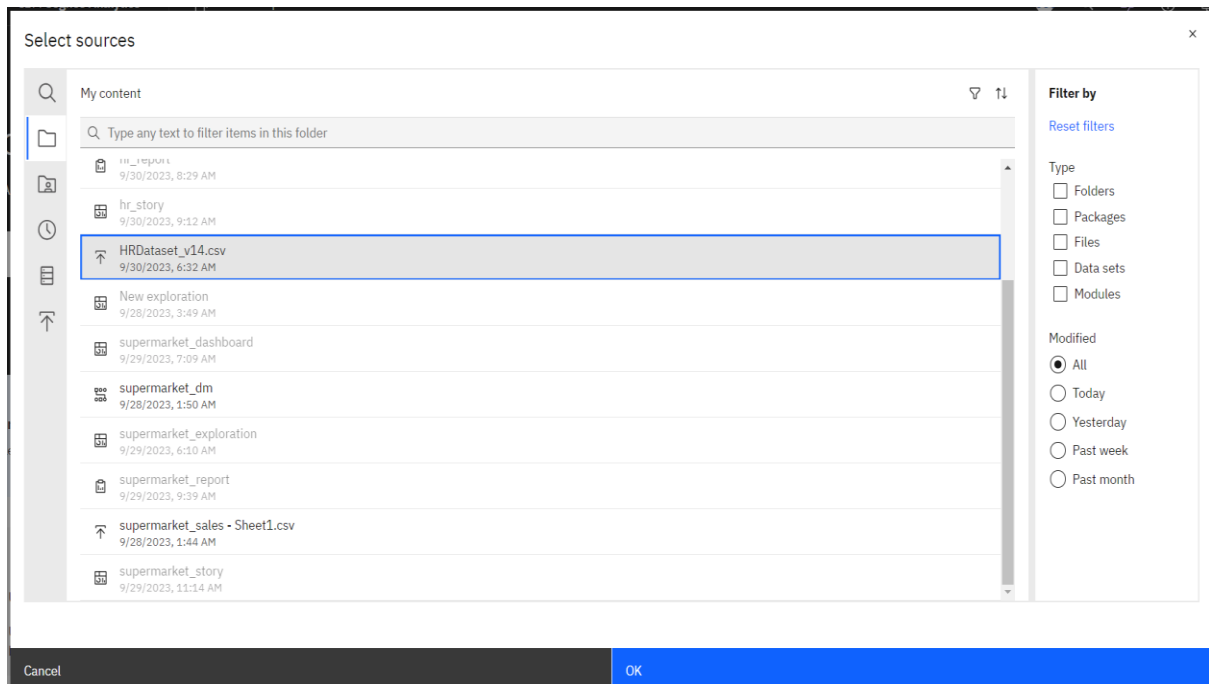 Select sources
×
My content
Type any text to filter items in this folder
hr_report
9/30/2023, 8:29 AM
hr_story
9/30/2023, 9:12 AM
HRDataset_v14.csv
9/30/2023, 6:32 AM
New exploration
9/28/2023, 3:49 AM
supermarket_dashboard
9/29/2023, 7:09 AM
supermarket_dm
9/28/2023, 1:50 AM
supermarket_exploration
9/29/2023, 6:10 AM
supermarket_report
9/29/2023, 9:39 AM
supermarket_sales - Sheet1.csv
9/28/2023, 1:44 AM
supermarket_story
9/29/2023, 11:14 AM
Filter by
Reset filters
Type
Folders
Packages
Files
Data sets
Modules
Modified
All
Today
Yesterday
Past week
Past month
Cancel
OK